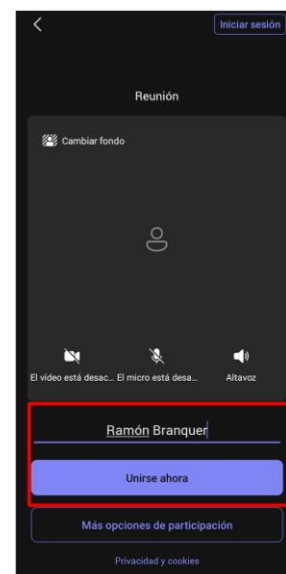 Iniciar sesión
Reunión
Cambiar fondo
El vídeo está desac... El micro está desa... Altavoz
Ramón Branquer
Unirse ahora
Más opciones de participación
Privacidad y cookies